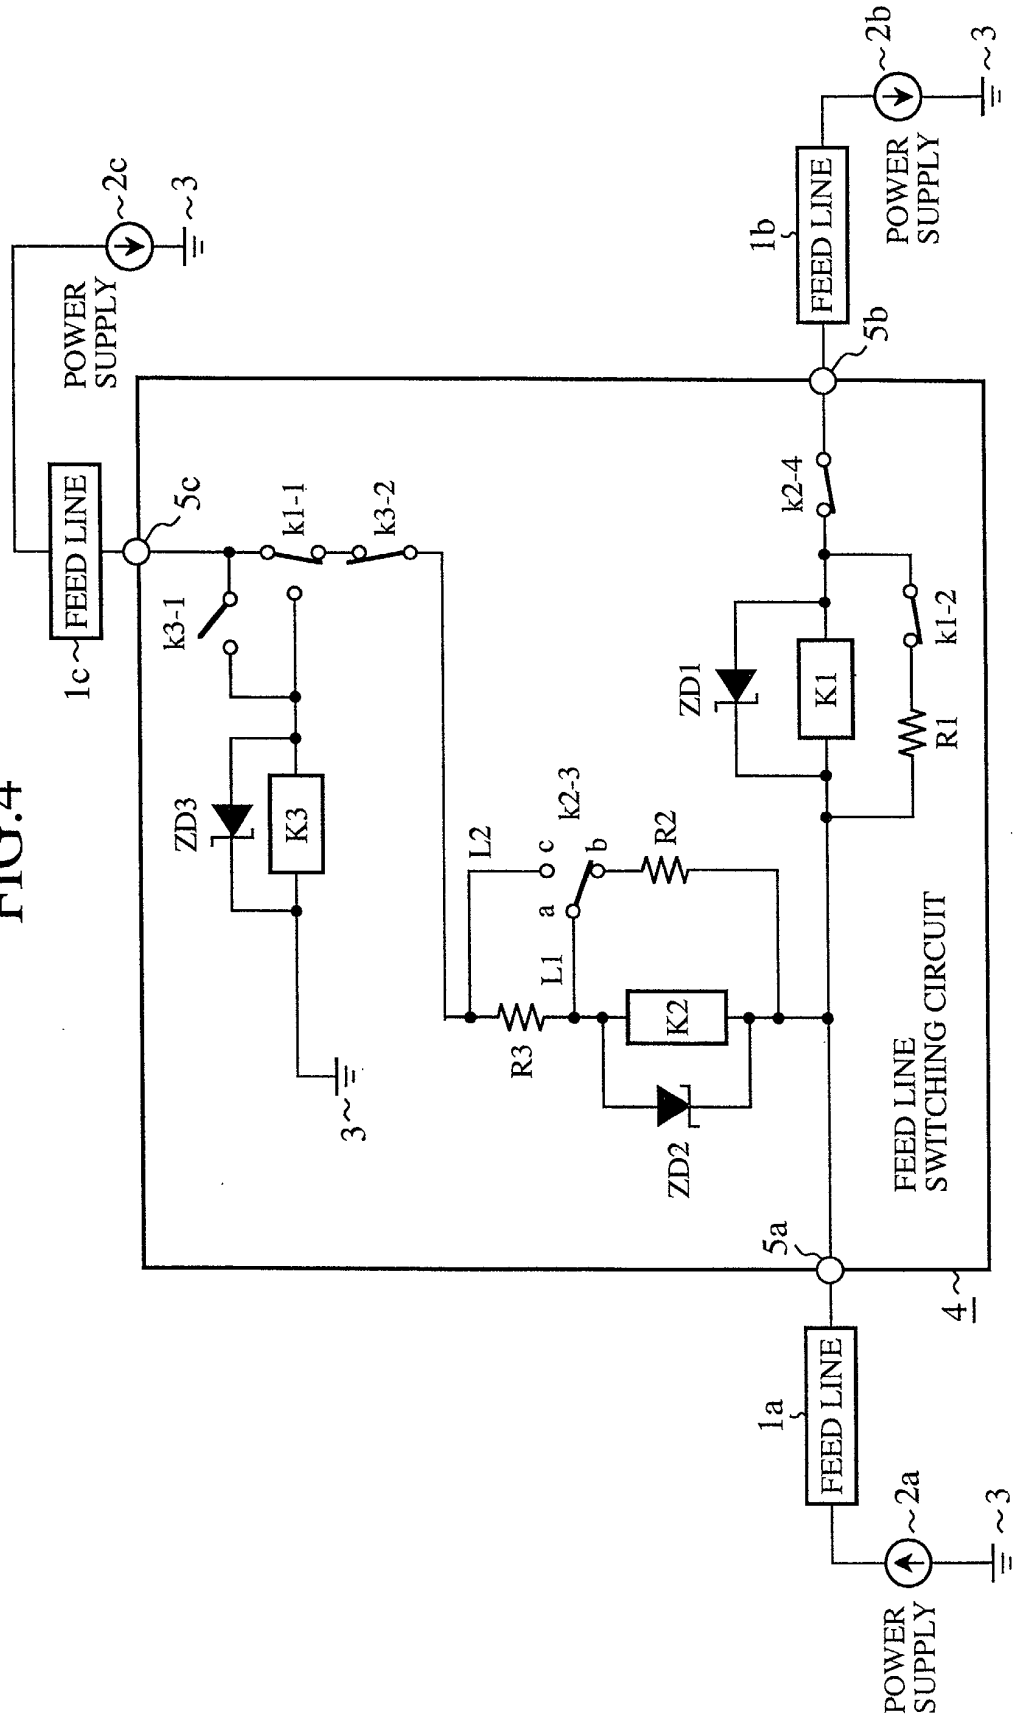 FIG.4
1c
FEED LINE
POWER
SUPPLY
2c
3
5c
k3-1
k1-1
k3-2
ZD3
K3
3
L2
c
k2-3
a
b
L1
R3
R2
K2
ZD2
ZD1
K1
k2-4
k1-2
R1
5b
1b
FEED LINE
POWER
SUPPLY
2b
3
FEED LINE
SWITCHING CIRCUIT
4
5a
1a
FEED LINE
POWER
SUPPLY
2a
3